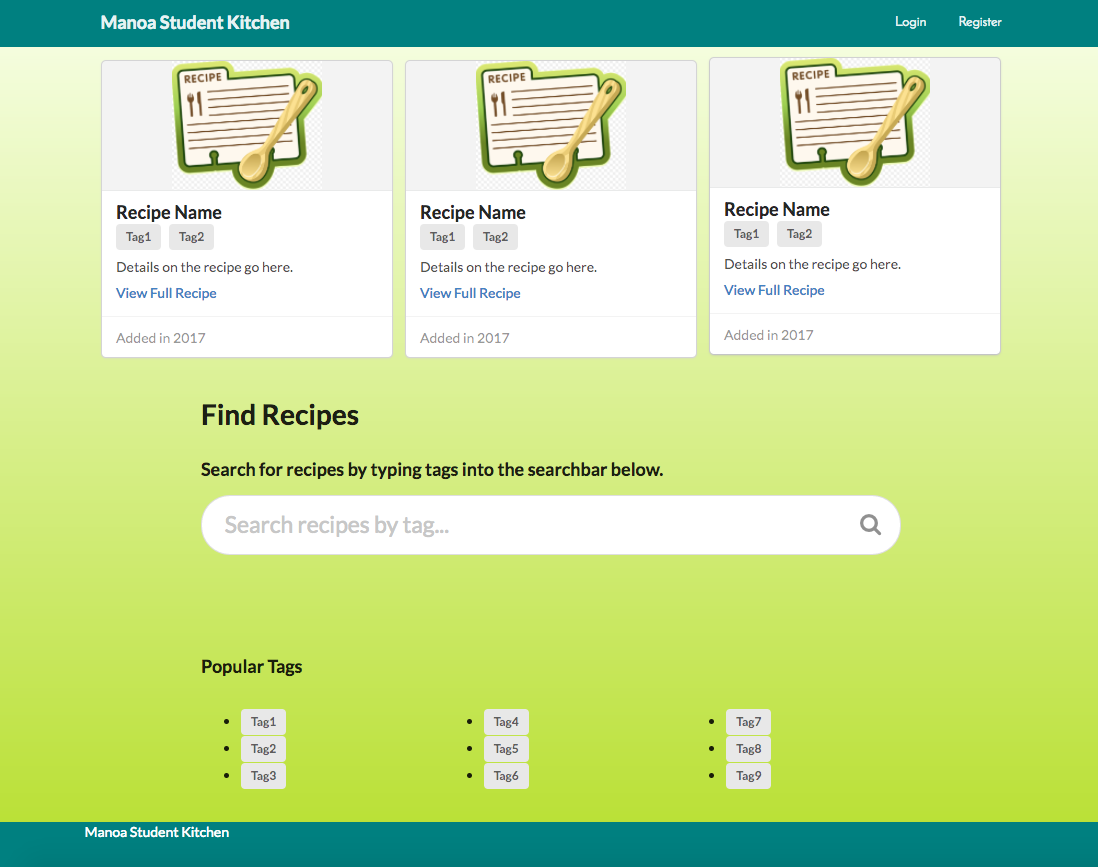 Manoa Student Kitchen
Login
Register
RECIPE
RECIPE
RECIPE
Recipe Name
Tag1 Tag2
Details on the recipe go here.
View Full Recipe
Added in 2017
Recipe Name
Tag1 Tag2
Details on the recipe go here.
View Full Recipe
Added in 2017
Recipe Name
Tag1 Tag2
Details on the recipe go here.
View Full Recipe
Added in 2017
Find Recipes
Search for recipes by typing tags into the searchbar below.
Search recipes by tag...
Popular Tags
Tag1
Tag2
Tag3
Tag4
Tag5
Tag6
Tag7
Tag8
Tag9
Manoa Student Kitchen